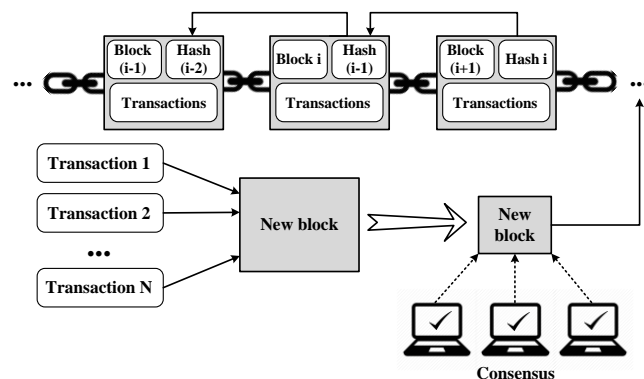 Block
(i-1)
Hash
(i-2)
Transactions
Block i
Hash
(i-1)
Transactions
Block
(i+1)
Hash i
Transactions
...
...
Transaction 1
Transaction 2
...
Transaction N
New block
New
block
Consensus